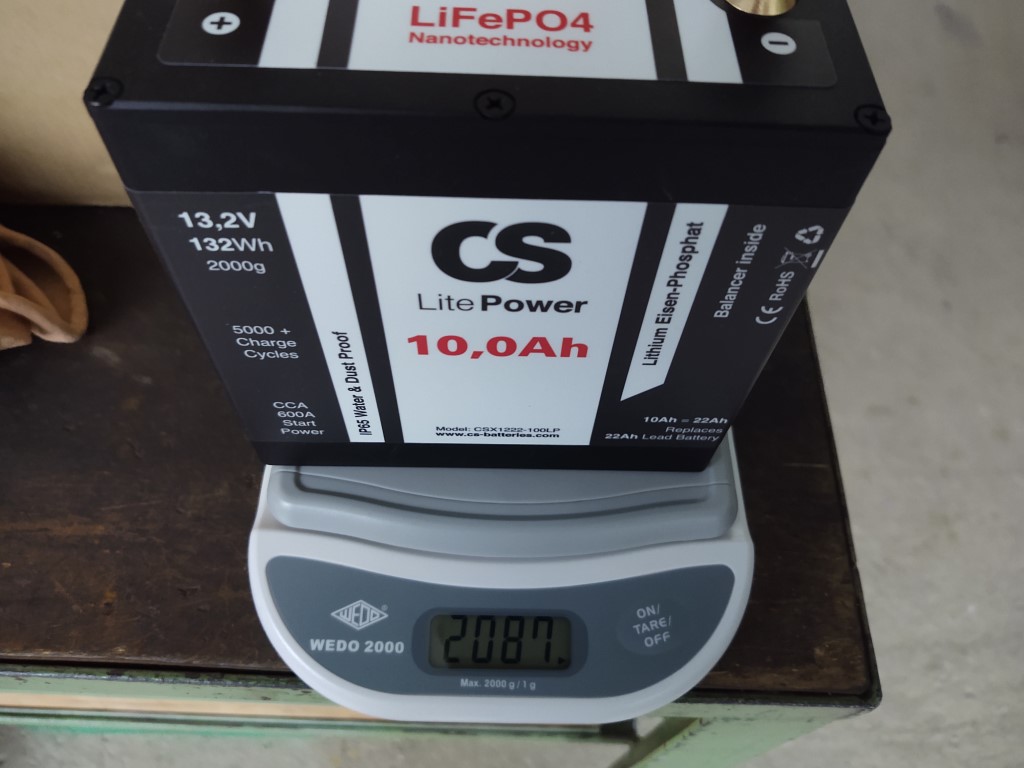 +
LiFePO4
Nanotechnology
-
13,2V
132Wh
2000g
5000 +
Charge
Cycles
CCA
600A
Start
Power
IP65 Water & Dust Proof
CS
Lite Power
10,0Ah
Model: CSX1222-100LP
www.cs-batteries.com
Lithium Eisen-Phosphat
Balancer inside
CE RoHS
10Ah = 22Ah
Replaces
22Ah Lead Battery
WEDO
WEDO 2000
2087
Max. 2000 g / 1 g
ON/
TARE/
OFF